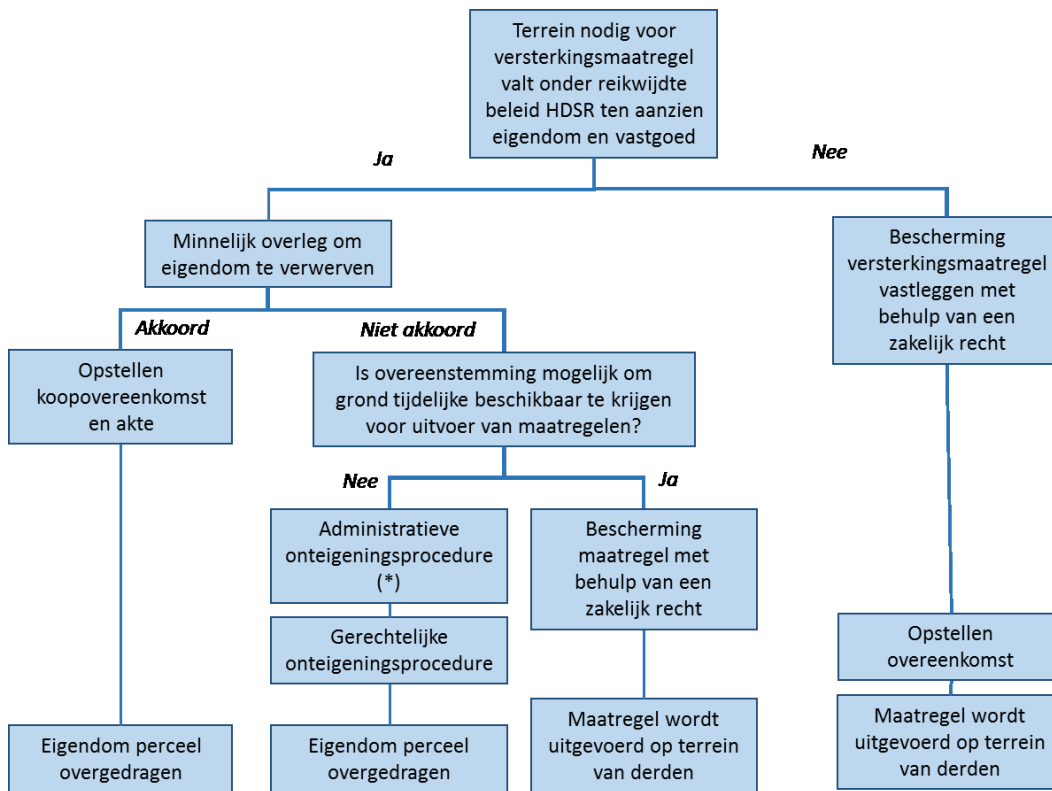 Terrein nodig voor
versterkingsmaatregel
valt onder reikwijdte
beleid HDSR ten aanzien
eigendom en vastgoed
Ja
Nee
Minnelijk overleg om
eigendom te verwerven
Bescherming
versterkingsmaatregel
vastleggen met
behulp van een
zakelijk recht
Akkoord
Niet akkoord
Opstellen
koopovereenkomst
en akte
Is overeenstemming mogelijk om
grond tijdelijke beschikbaar te krijgen
voor uitvoer van maatregelen?
Nee
Ja
Administratieve
onteigeningsprocedure
(*)
Bescherming
maatregel met
behulp van een
zakelijk recht
Gerechtelijke
onteigeningsprocedure
Opstellen
overeenkomst
Eigendom perceel
overgedragen
Eigendom perceel
overgedragen
Maatregel wordt
uitgevoerd op terrein
van derden
Maatregel wordt
uitgevoerd op terrein
van derden